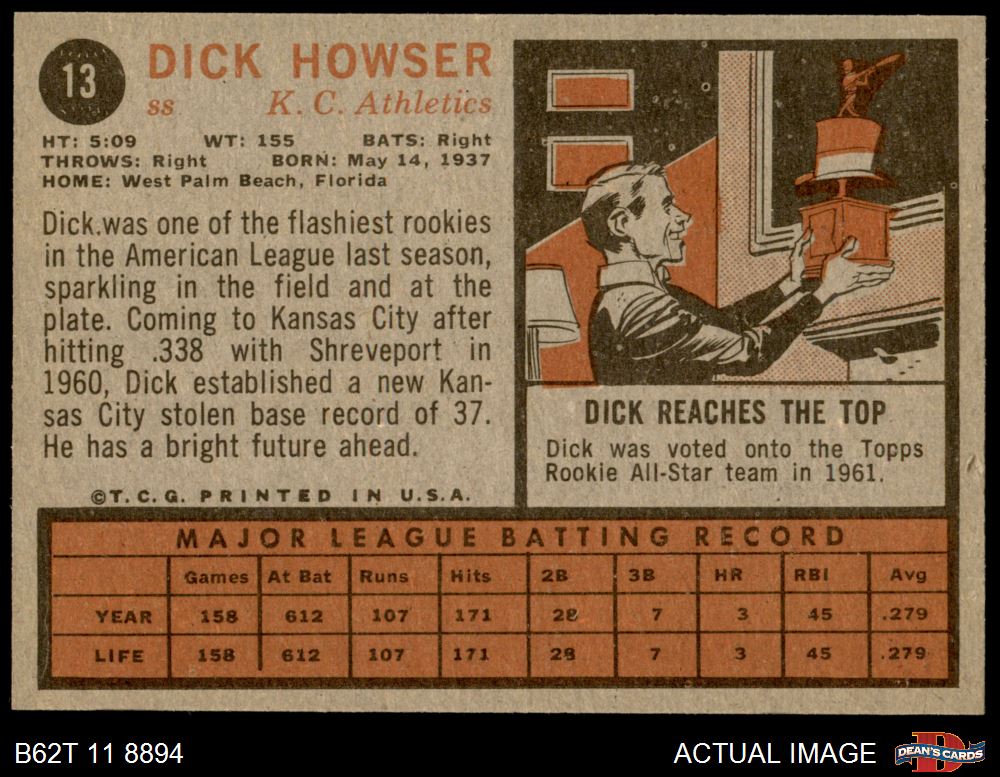 13
DICK HOWSER
ss K. C. Athletics
HT: 5:09 WT: 155 BATS: Right
THROWS: Right BORN: May 14, 1937
HOME: West Palm Beach, Florida
Dick.was one of the flashiest rookies
in the American League last season,
sparkling in the field and at the
plate. Coming to Kansas City after
hitting .338 with Shreveport in
1960, Dick established a new Kan-
sas City stolen base record of 37.
He has a bright future ahead.
©T.C.G. PRINTED IN U.S.A.
DICK REACHES THE TOP
Dick was voted onto the Topps
Rookie All-Star team in 1961.
MAJOR LEAGUE BATTING RECORD
Games At Bat Runs Hits 2B 3B HR RBI Avg
YEAR 158 612 107 171 28 7 3 45 .279
LIFE 158 612 107 171 28 7 3 45 .279
B62T 11 8894 ACTUAL IMAGE D DEAN'S CARDS